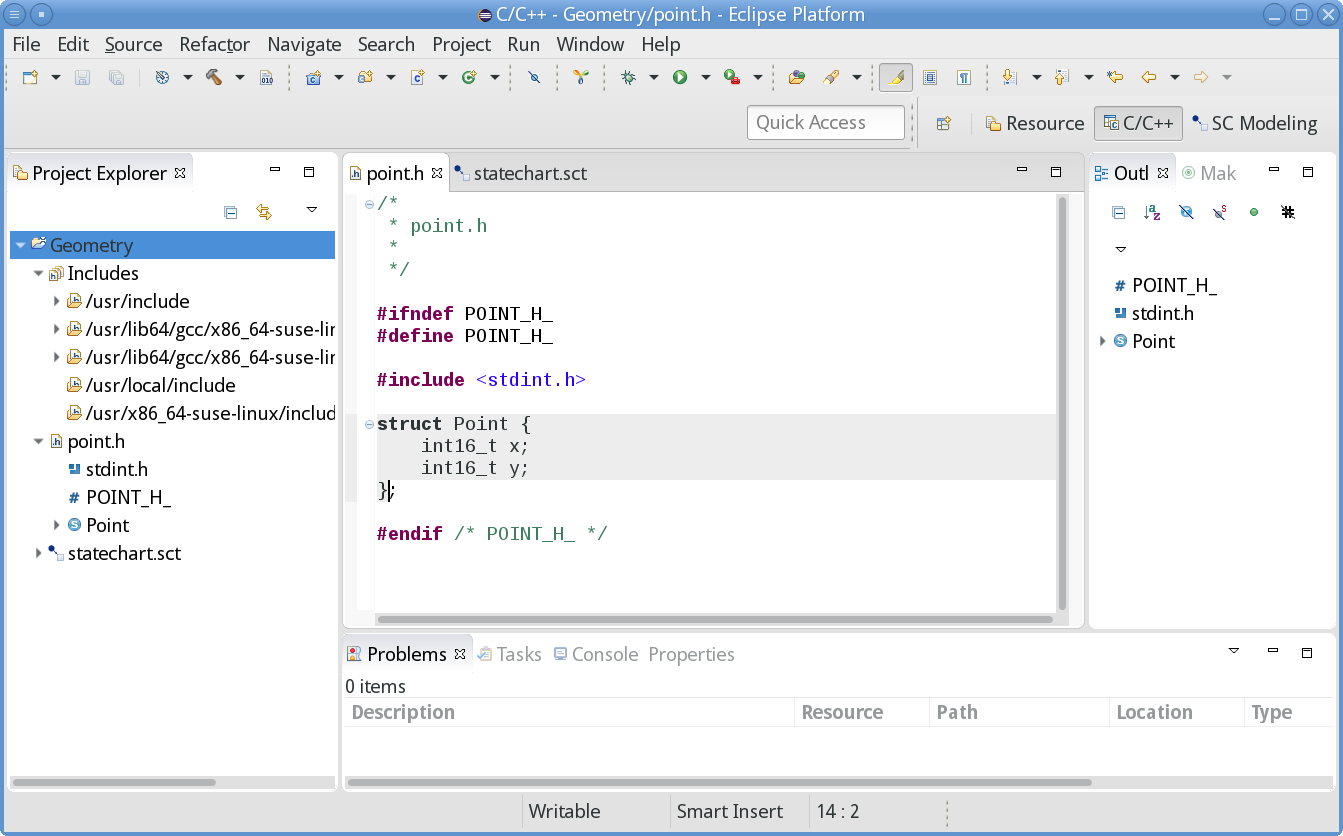 C/C++ - Geometry/point.h - Eclipse Platform
File Edit Source Refactor Navigate Search Project Run Window Help
Quick Access Resource C/C++ SC Modeling
Project Explorer
Geometry
Includes
/usr/include
/usr/lib64/gcc/x86_64-suse-lin
/usr/lib64/gcc/x86_64-suse-lin
/usr/local/include
/usr/x86_64-suse-linux/includ
point.h
stdint.h
# POINT_H_
Point
statechart.sct
point.h statechart.sct
/*
* point.h
*
*/
#ifndef POINT_H_
#define POINT_H_
#include <stdint.h>
struct Point {
int16_t x;
int16_t y;
};
#endif /* POINT_H_ */
Outl Mak
# POINT_H_
stdint.h
Point
Problems Tasks Console Properties
0 items
Description Resource Path Location Type
Writable Smart Insert 14 : 2